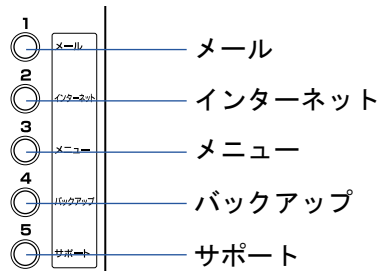 1
メール メール
2
インターネット インターネット
3
メニュー メニュー
4
バックアップ バックアップ
5
サポート サポート